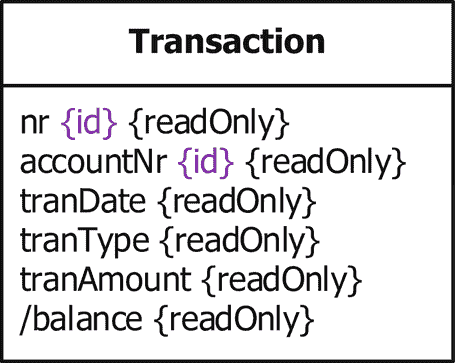 Transaction
nr {id} {readOnly}
accountNr {id} {readOnly}
tranDate {readOnly}
tranType {readOnly}
tranAmount {readOnly}
/balance {readOnly}